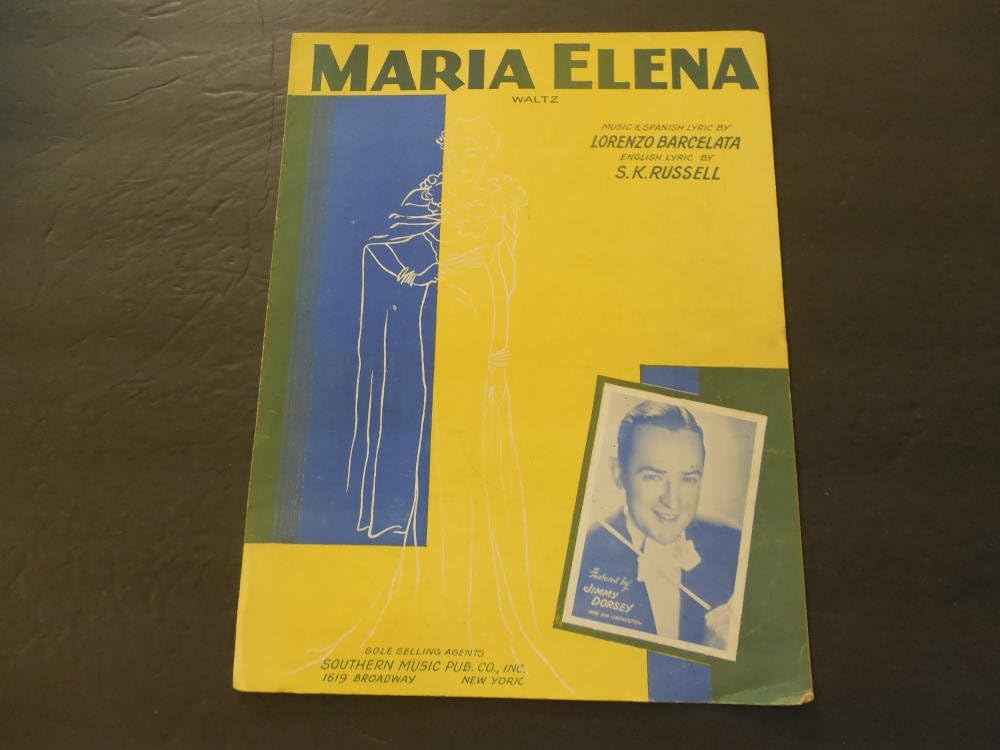 MARIA ELENA
WALTZ
MUSIC & SPANISH LYRIC BY
LORENZO BARCELATA
ENGLISH LYRIC BY
S.K. RUSSELL
Featured by
JIMMY
DORSEY
AND HIS ORCHESTRA
SOLE SELLING AGENTS
SOUTHERN MUSIC PUB. CO., INC.
1619 BROADWAY NEW YORK